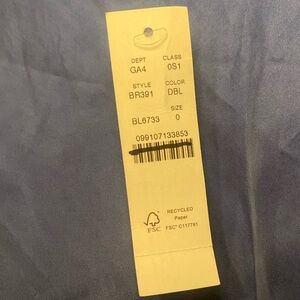 DEPT CLASS
GA4 0S1
STYLE COLOR
BR391 DBL
SIZE
BL6733 0
099107133853
FSC
RECYCLED
Paper
FSC® C117781